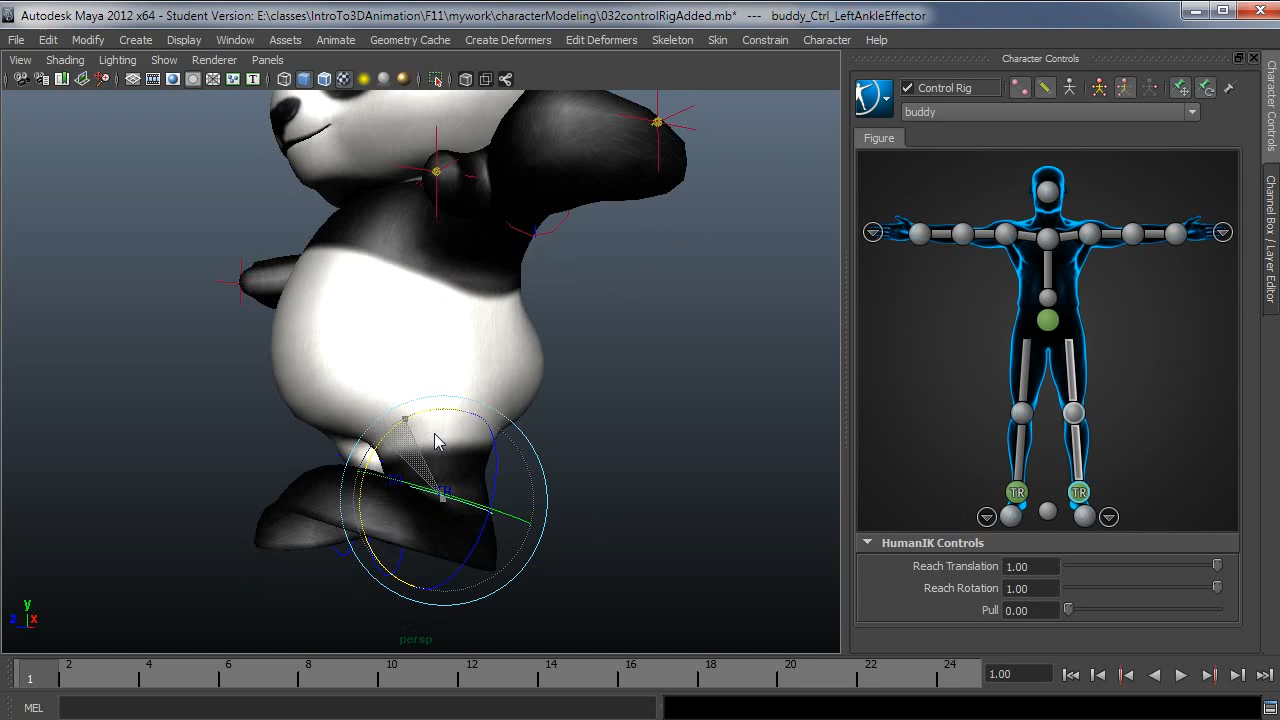 Autodesk Maya 2012 x64 - Student Version: E:\classes\IntroTo3DAnimation\F11\mywork\characterModeling\032controlRigAdded.mb* --- buddy_Ctrl_LeftAnkleEffector
File Edit Modify Create Display Window Assets Animate Geometry Cache Create Deformers Edit Deformers Skeleton Skin Constrain Character Help
View Shading Lighting Show Renderer Panels
Character Controls
Control Rig
buddy
Figure
Character Controls
Channel Box / Layer Editor
TR TR
HumanIK Controls
Reach Translation 1.00
Reach Rotation 1.00
Pull 0.00
y
z x
persp
2 4 6 8 10 12 14 16 18 20 22 24
1
1.00
MEL